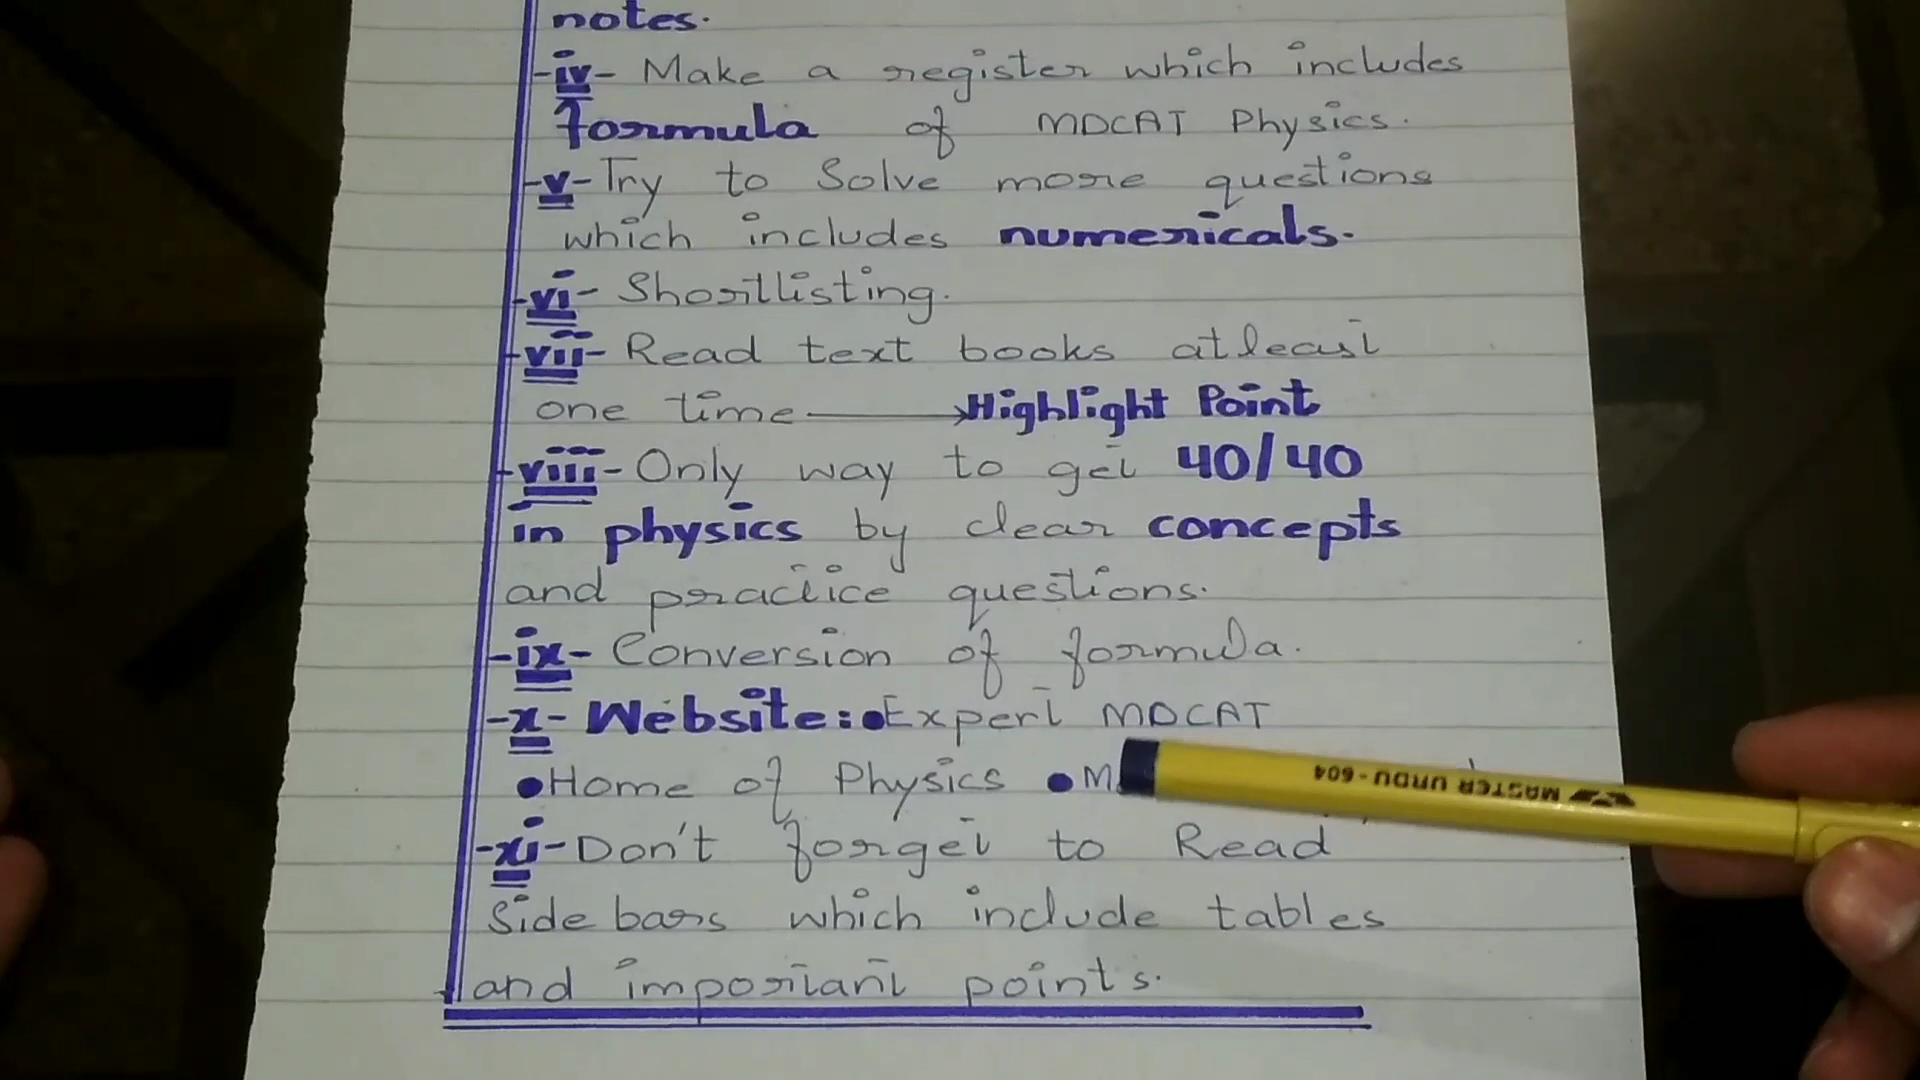 notes.
-iv- Make a register which includes
formula of MDCAT Physics.
-v- Try to Solve more questions
which includes numericals.
-vi- Shortlisting.
-vii- Read text books atleast
one time → Highlight Point
-viii- Only way to get 40/40
in physics by clear concepts
and practice questions.
-ix- Conversion of formula.
-x- Website: •Expert MDCAT
•Home of Physics •
-xi- Don't forget to Read
Side bars which include tables
and important points.
MASTER URDU-604